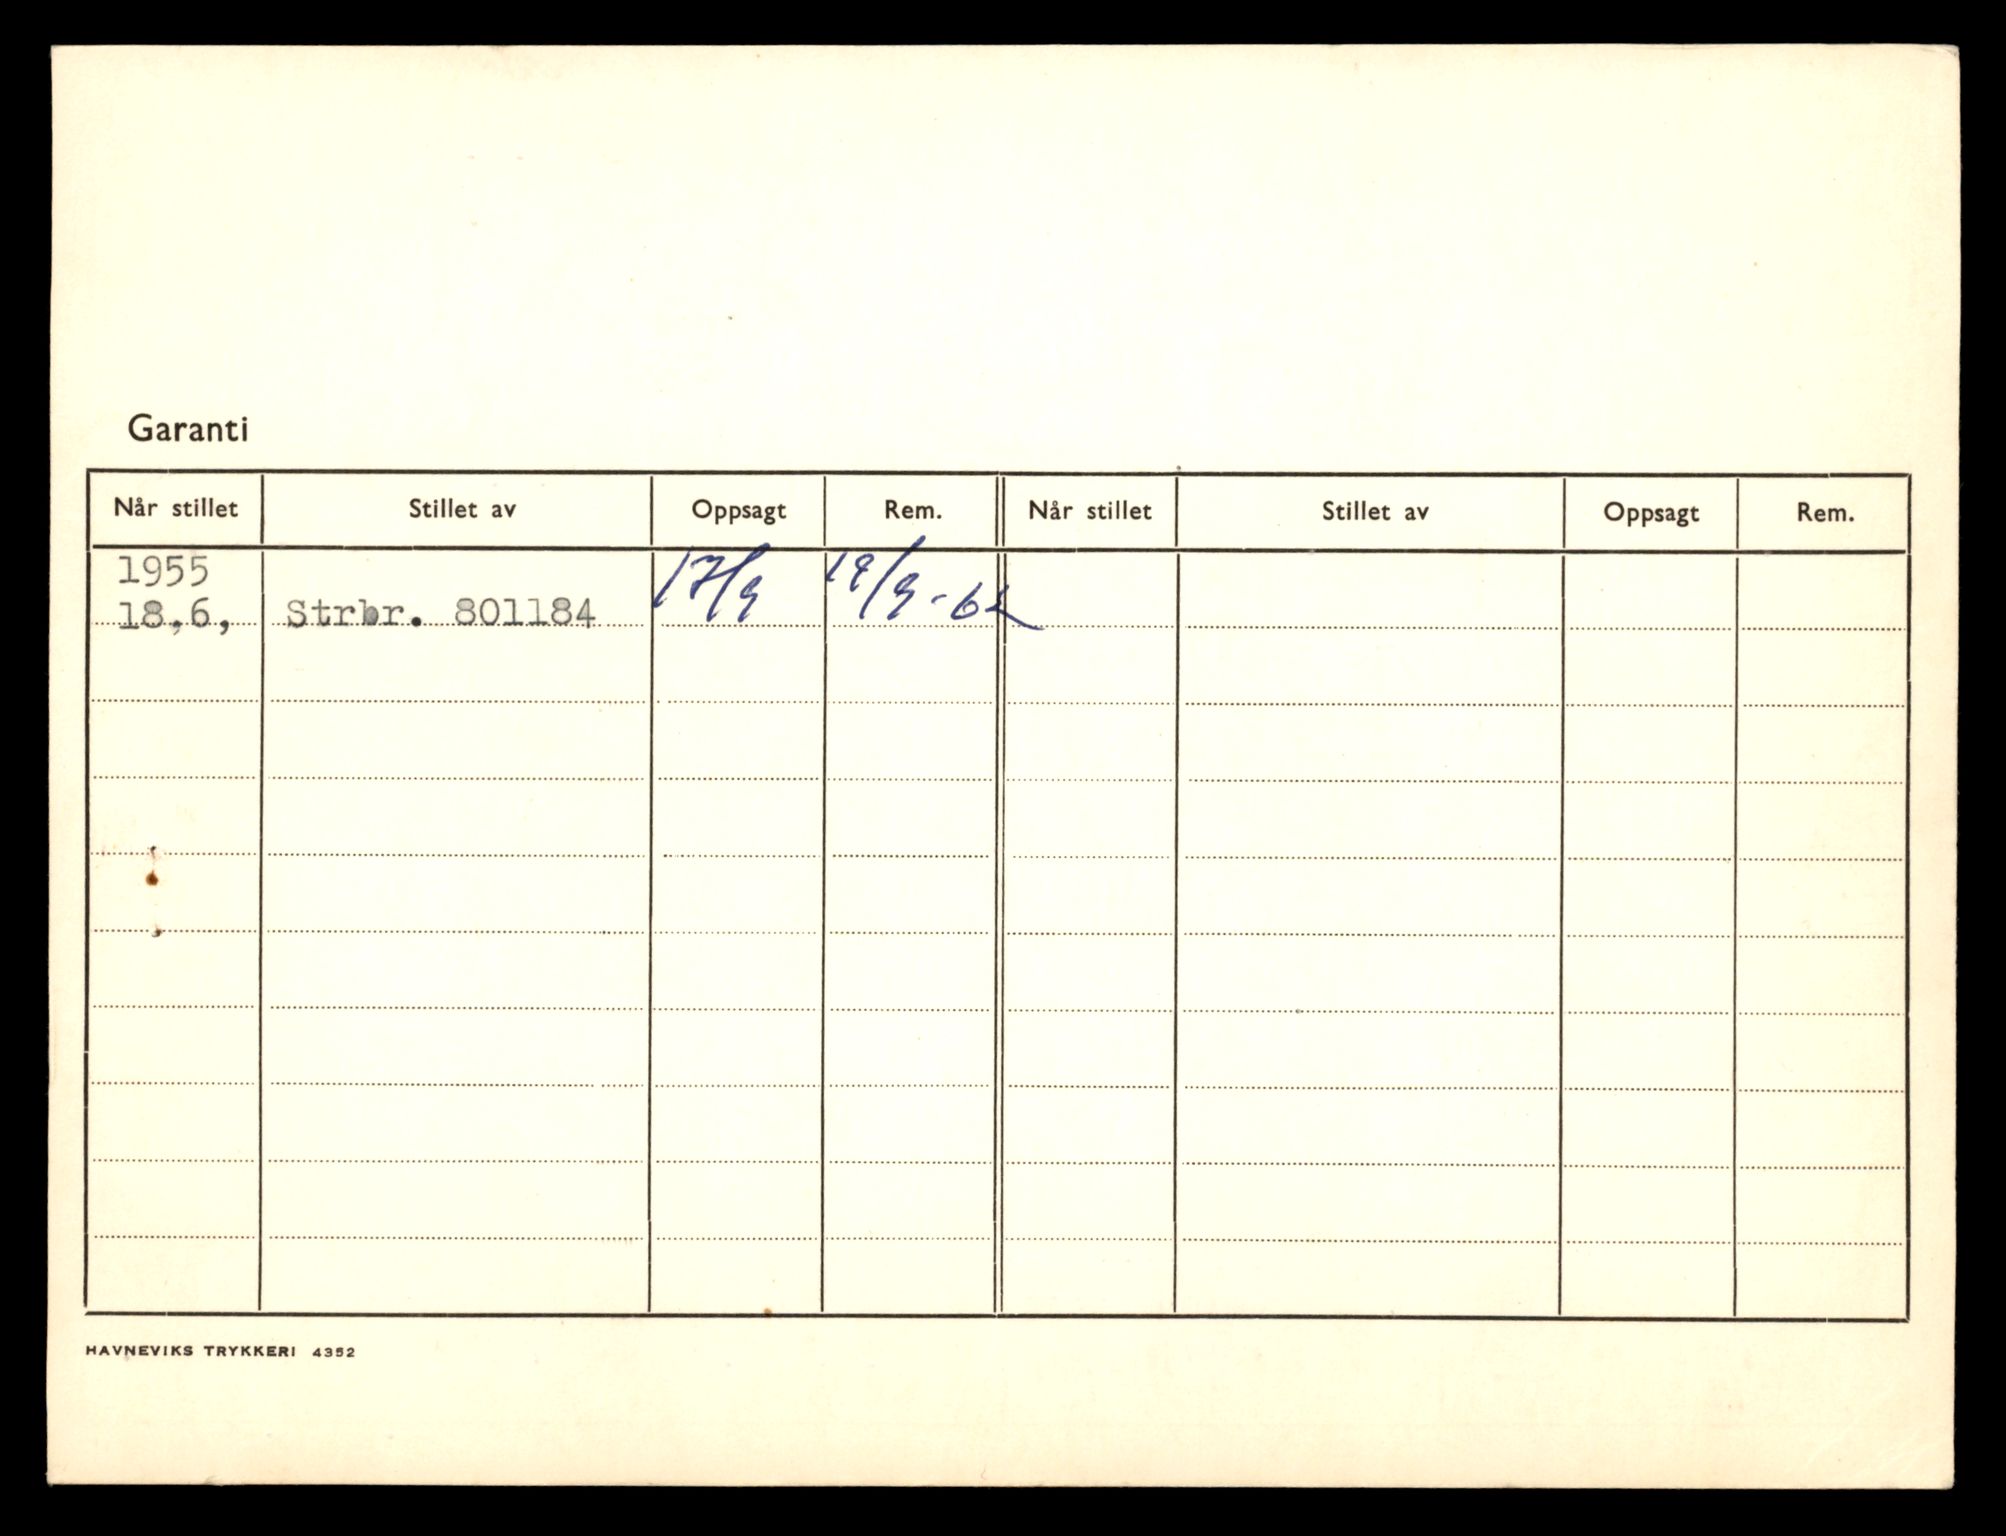 Garanti
Når stillet Stillet av Oppsagt Rem. Når stillet Stillet av Oppsagt Rem.
1955
18,6, Strbr. 801184 17/9 19/9-62
HAVNEVIKS TRYKKERI 4352